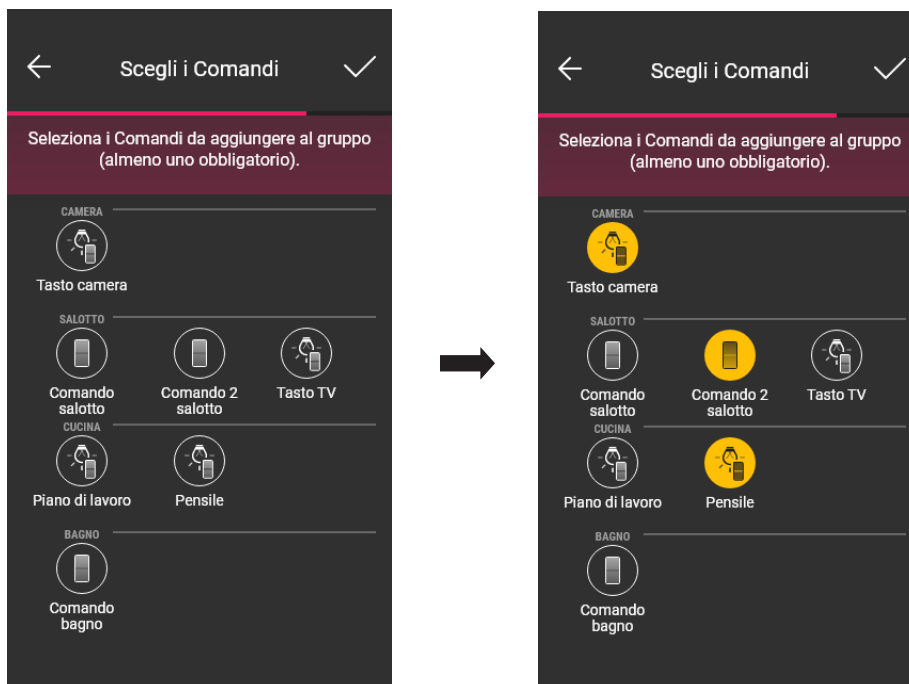 Scegli i Comandi
Seleziona i Comandi da aggiungere al gruppo
(almeno uno obbligatorio).
CAMERA
Tasto camera
SALOTTO
Comando
salotto
Comando 2
salotto
Tasto TV
CUCINA
Piano di lavoro
Pensile
BAGNO
Comando
bagno
Scegli i Comandi
Seleziona i Comandi da aggiungere al gruppo
(almeno uno obbligatorio).
CAMERA
Tasto camera
SALOTTO
Comando
salotto
Comando 2
salotto
Tasto TV
CUCINA
Piano di lavoro
Pensile
BAGNO
Comando
bagno